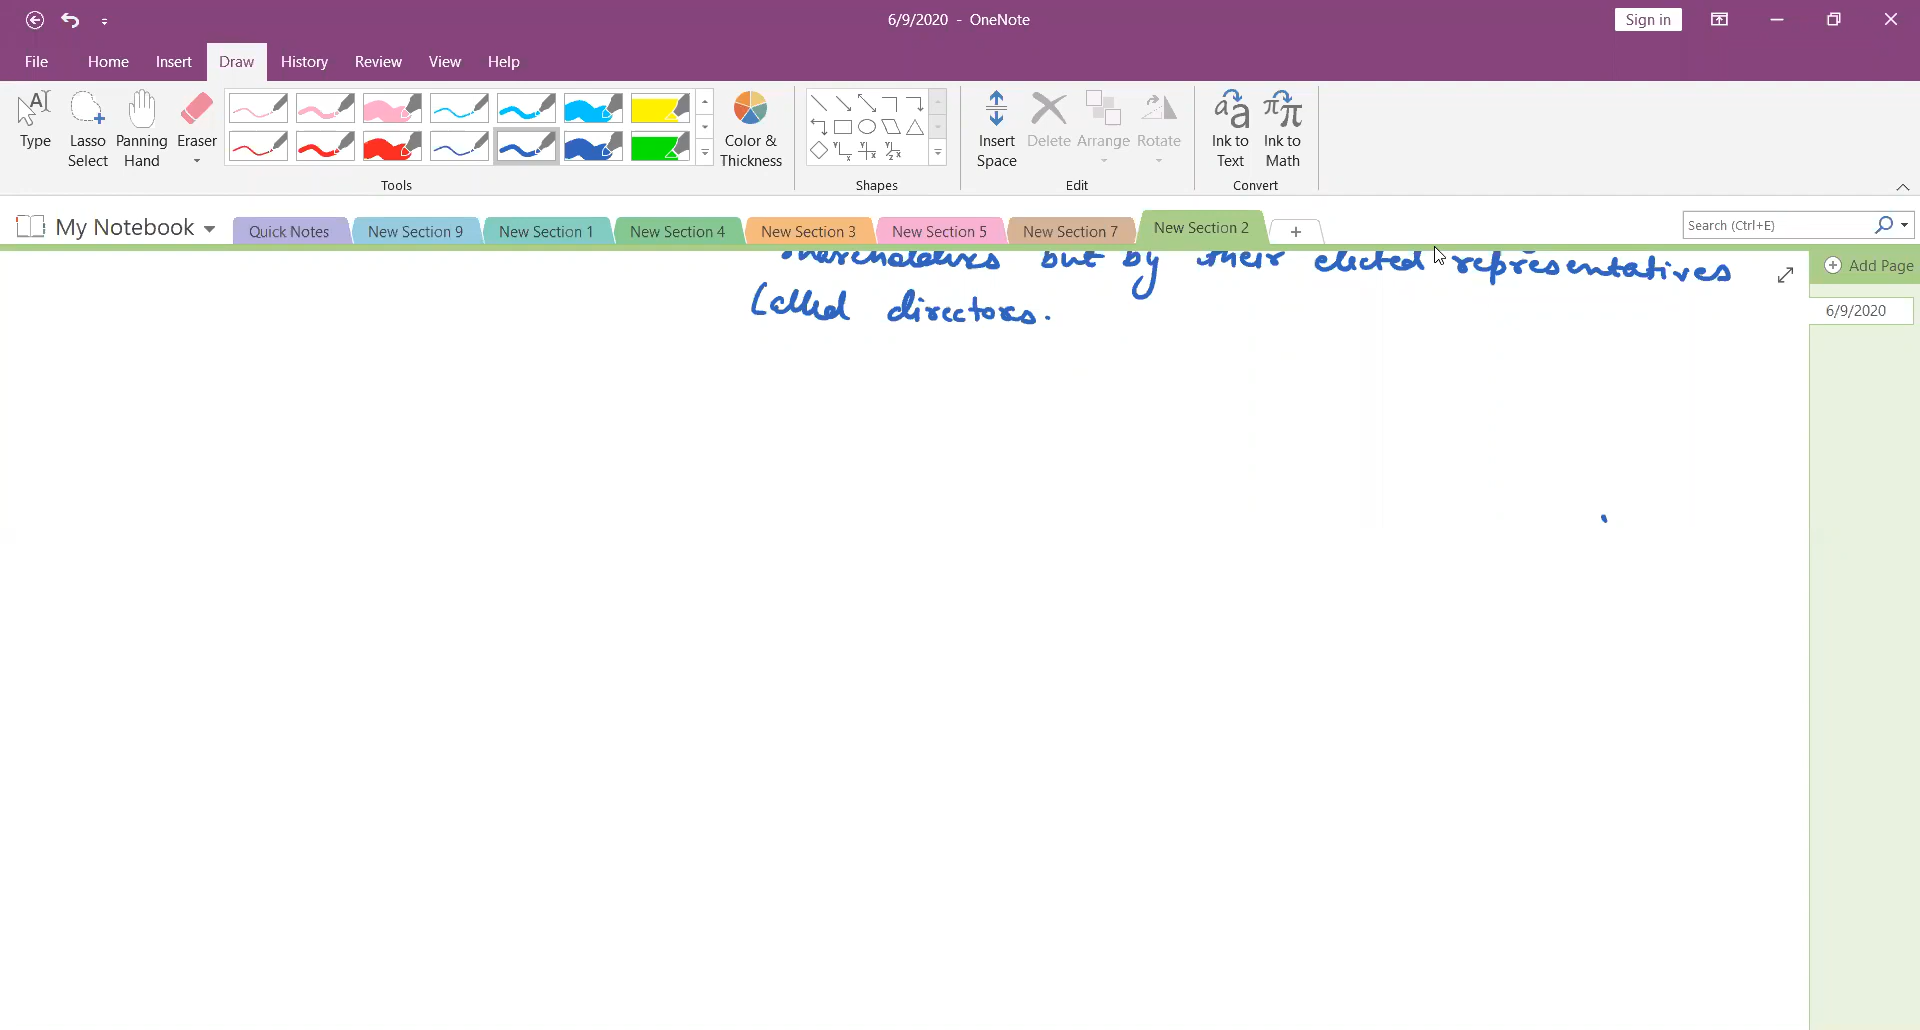 6/9/2020 - OneNote
Sign in
File Home Insert Draw History Review View Help
Type
Lasso Select
Panning Hand
Eraser
Color & Thickness
Insert Space
Delete
Arrange
Rotate
Ink to Text
Ink to Math
Tools Shapes Edit Convert
My Notebook Quick Notes New Section 9 New Section 1 New Section 4 New Section 3 New Section 5 New Section 7 New Section 2 Search (Ctrl+E)
Add Page
6/9/2020
shareholders but by their elected representatives
Called directors.